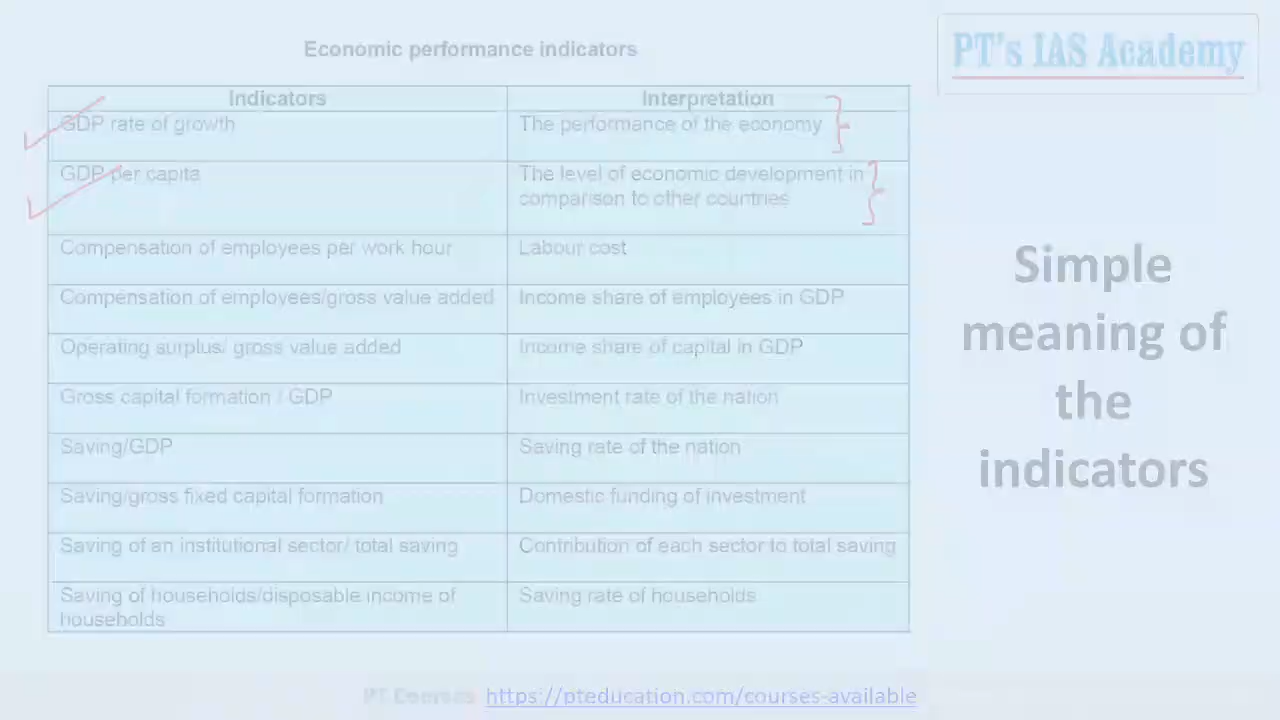 Economic performance indicators
PT's IAS Academy
Indicators Interpretation
GDP rate of growth The performance of the economy
GDP per capita The level of economic development in
comparison to other countries
Compensation of employees per work hour Labour cost
Compensation of employees/gross value added Income share of employees in GDP
Operating surplus/ gross value added Income share of capital in GDP
Gross capital formation / GDP Investment rate of the nation
Saving/GDP Saving rate of the nation
Saving/gross fixed capital formation Domestic funding of investment
Saving of an institutional sector/ total saving Contribution of each sector to total saving
Saving of households/disposable income of Saving rate of households
households
Simple
meaning of
the
indicators
PT Courses https://pteducation.com/courses-available